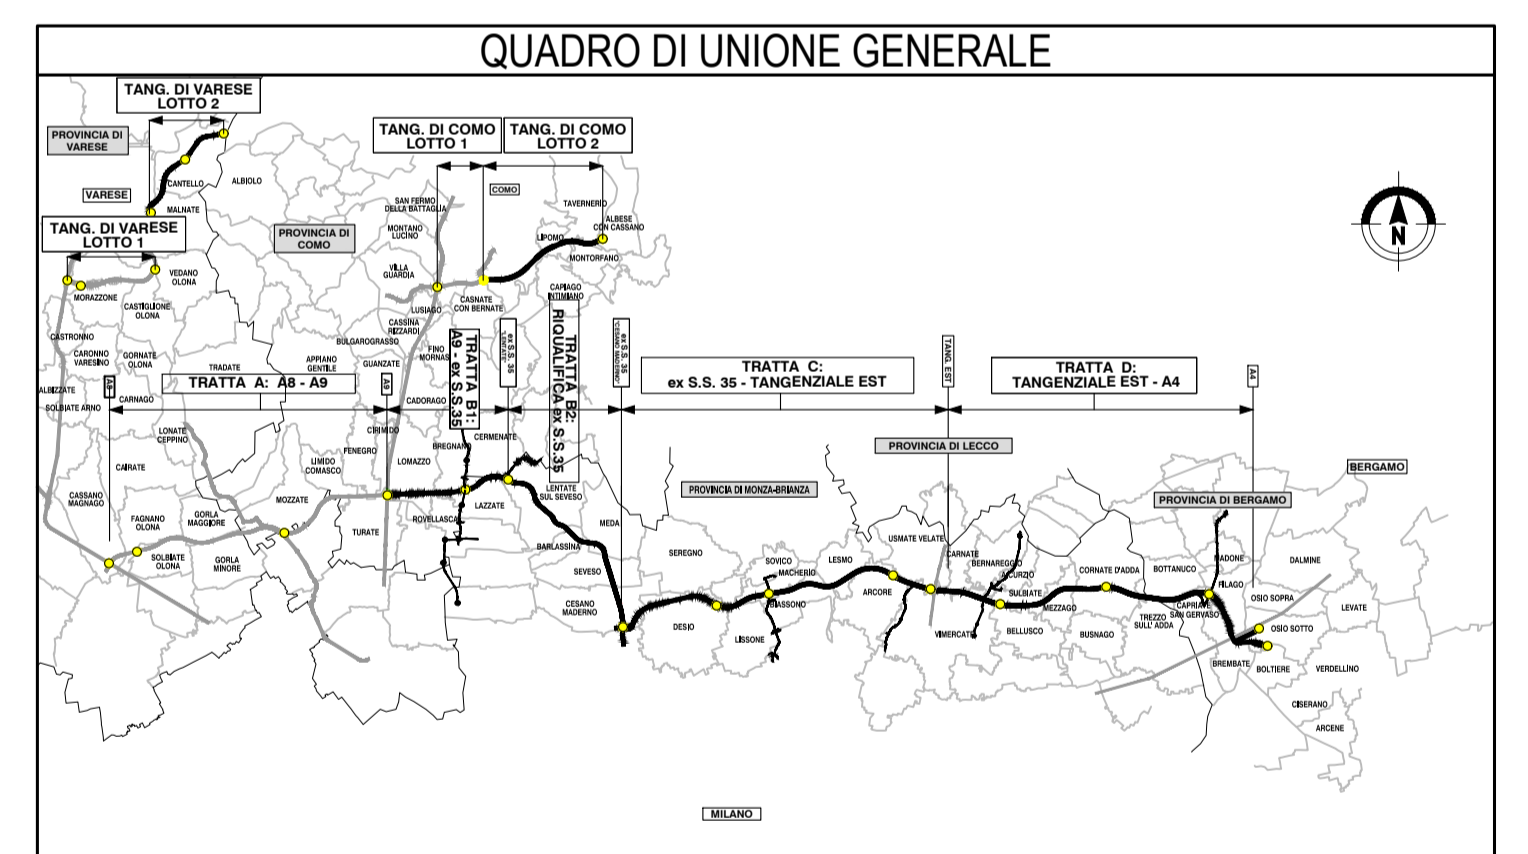 QUADRO DI UNIONE GENERALE
TANG. DI VARESE
LOTTO 2
PROVINCIA DI
VARESE
TANG. DI COMO
LOTTO 1
TANG. DI COMO
LOTTO 2
CANTELLO
ALBIOLO
VARESE
MALNATE
COMO
SAN FERMO
DELLA BATTAGLIA
TAVERNERIO
ALBESE
CON CASSANO
TANG. DI VARESE
LOTTO 1
PROVINCIA DI
COMO
MONTANO
LUCINO
LIPOMO
MONTORFANO
N
VEDANO
OLONA
VILLA
GUARDIA
MORAZZONE
CASTIGLIONE
OLONA
CAPIAGO
INTIMIANO
CASNATE
CON BERNATE
LUSIAGO
CASSINA
RIZZARDI
CASTRONNO
BULGAROGRASSO
CARONNO
VARESINO
GORNATE
OLONA
TRADATE
APPIANO
GENTILE
GUANZATE
FINO
MORNAS
TRATTA B1:
A9 - ex S.S.35
ex S.S. 35
"LENTATE"
TRATTA B2:
RIQUALIFICA ex S.S.35
ex S.S. 35
"CESANO MADERNO"
TRATTA C:
ex S.S. 35 - TANGENZIALE EST
TANG. EST
TRATTA D:
TANGENZIALE EST - A4
A4
ALBIZZATE
A8
TRATTA A: A8 - A9
A9
SOLBIATE ARNO
CARNAGO
CADORAGO
LONATE
CEPPINO
CIRIMIDO
BREGNANO
CERMENATE
FENEGRO
PROVINCIA DI LECCO
CAIRATE
LIMIDO
COMASCO
LOMAZZO
BERGAMO
CASSANO
MAGNAGO
MOZZATE
LENTATE
SUL SEVESO
PROVINCIA DI MONZA-BRIANZA
PROVINCIA DI BERGAMO
LAZZATE
FAGNANO
OLONA
GORLA
MAGGIORE
ROVELLASCA
MEDA
TURATE
USMATE VELATE
BARLASSINA
SEREGNO
CARNATE
SOLBIATE
OLONA
GORLA
MINORE
SOVICO
LESMO
BERNAREGGIO
MADONE
DALMINE
SEVESO
MACHERIO
AICURZIO
CORNATE D'ADDA
BOTTANUCO
FILAGO
ARCORE
SULBIATE
OSIO SOPRA
CESANO
MADERNO
BIASSONO
MEZZAGO
CAPRIATE
SAN GERVASO
LEVATE
TREZZO
SULL' ADDA
DESIO
LISSONE
VIMERCATE
BELLUSCO
BUSNAGO
OSIO SOTTO
BREMBATE
BOLTIERE
VERDELLINO
CISERANO
ARCENE
MILANO